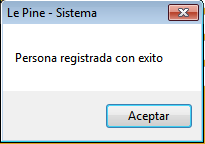 Le Pine - Sistema
Persona registrada con exito
Aceptar